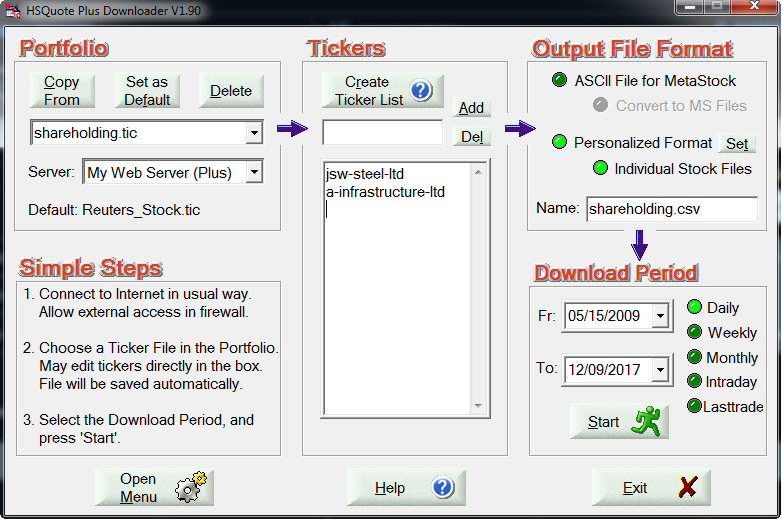 HSQuote Plus Downloader V1.90
Portfolio
Copy From
Set as Default
Delete
shareholding.tic
Server:
My Web Server (Plus)
Default: Reuters_Stock.tic
Simple Steps
1. Connect to Internet in usual way.
Allow external access in firewall.
2. Choose a Ticker File in the Portfolio.
May edit tickers directly in the box.
File will be saved automatically.
3. Select the Download Period, and
press 'Start'.
Open Menu
Tickers
Create Ticker List
?
Add
Del
jsw-steel-ltd
a-infrastructure-ltd
Help
?
Output File Format
ASCII File for MetaStock
Convert to MS Files
Personalized Format
Set
Individual Stock Files
Name:
shareholding.csv
Download Period
Fr:
05/15/2009
To:
12/09/2017
Daily
Weekly
Monthly
Intraday
Lasttrade
Start
Exit